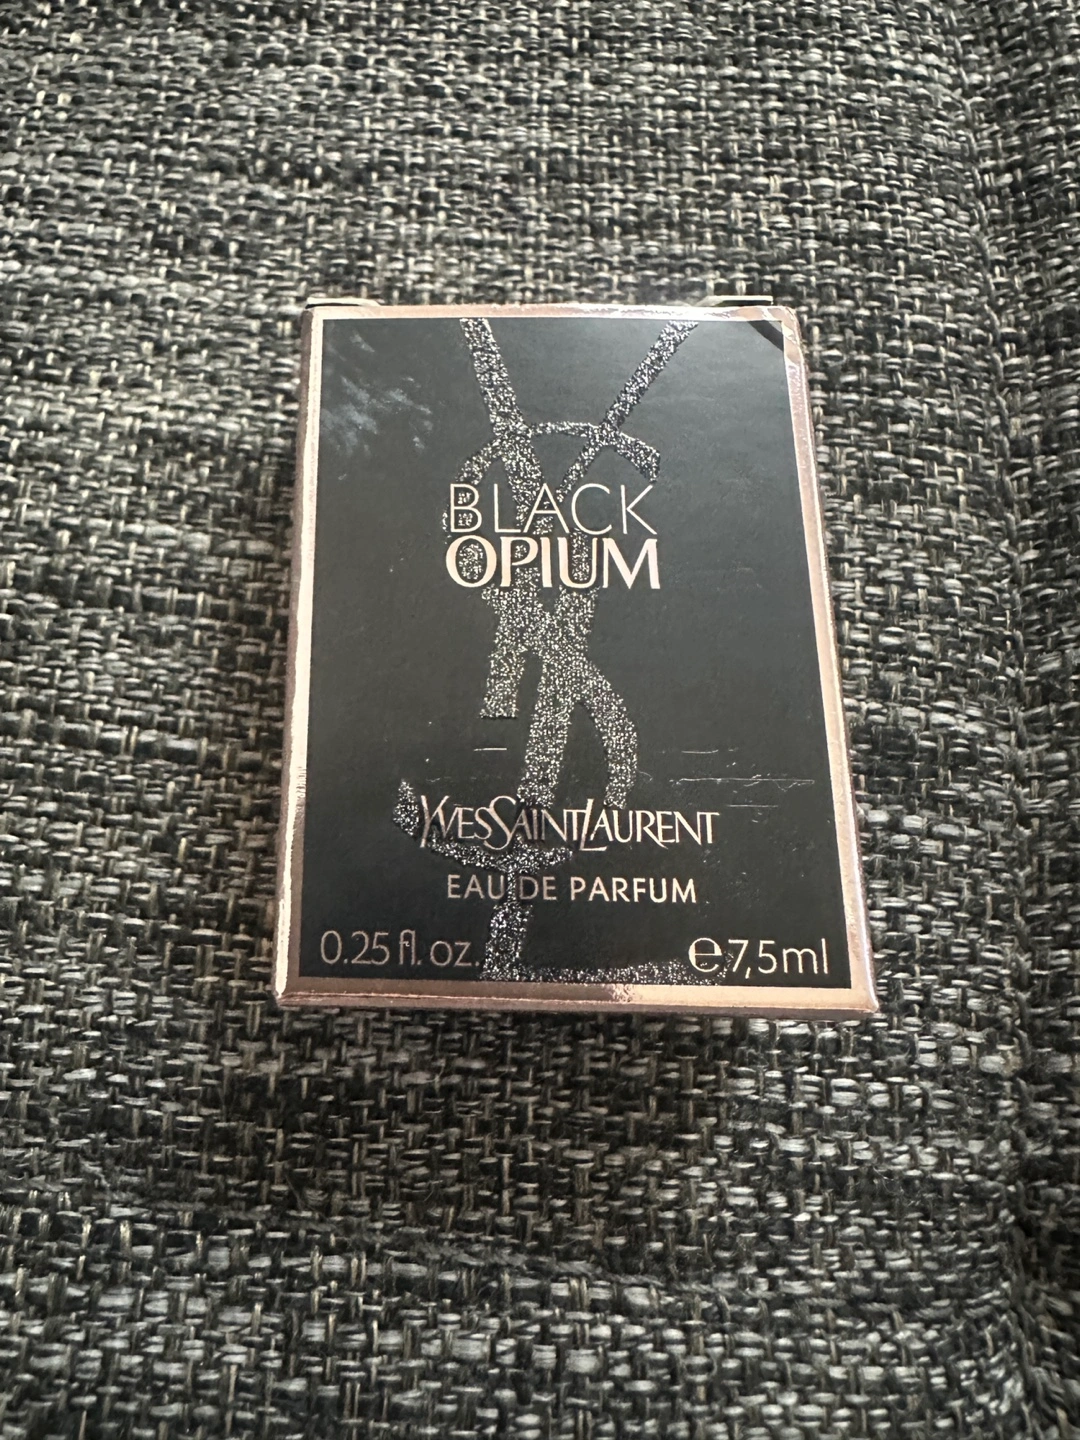 BLACK
OPIUM
YVESSAINTLAURENT
EAU DE PARFUM
0.25 fl. oz. ℮7,5ml